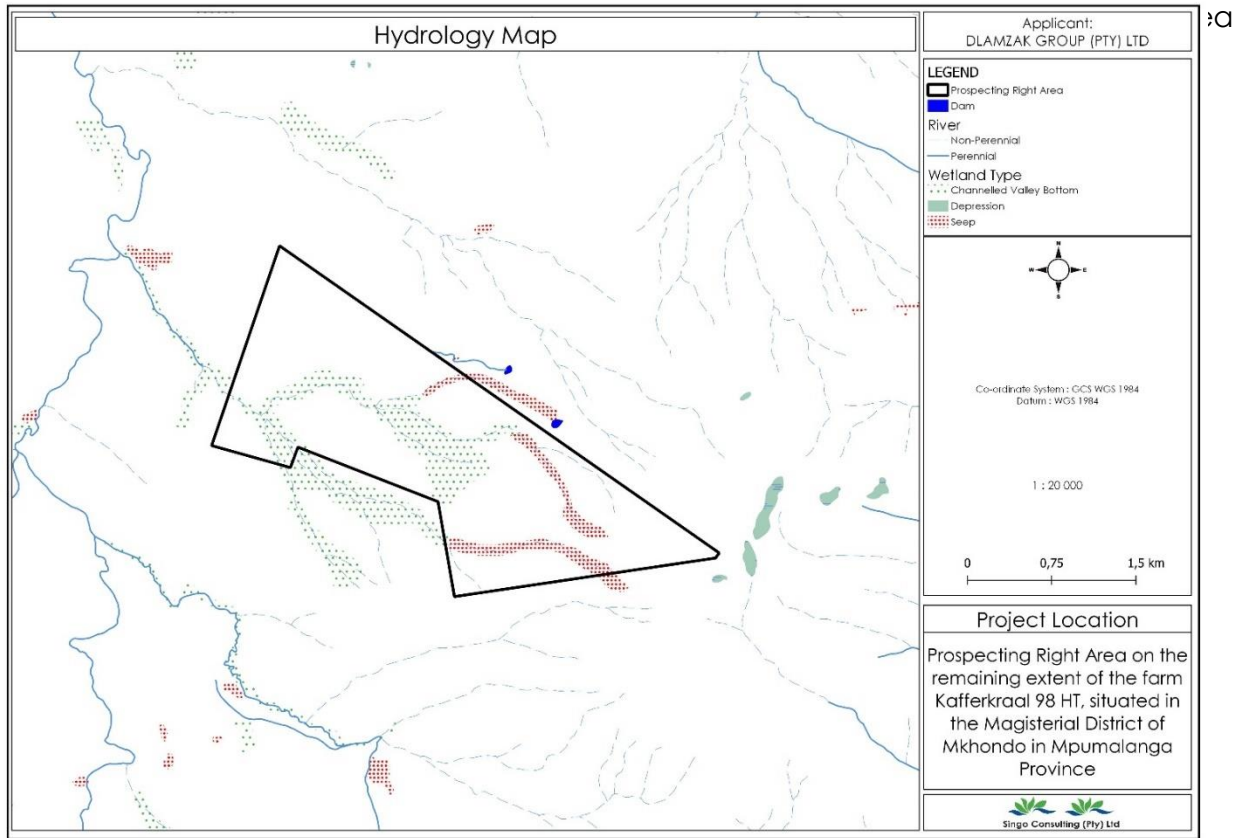 ea
Hydrology Map
Applicant:
DLAMZAK GROUP (PTY) LTD
LEGEND
Prospecting Right Area
Dam
River
Non-Perennial
Perennial
Wetland Type
Channelled Valley Bottom
Depression
Seep
N
W E
S
Co-ordinate System : GCS WGS 1984
Datum : WGS 1984
1 : 20 000
0 0,75 1,5 km
Project Location
Prospecting Right Area on the
remaining extent of the farm
Kafferkraal 98 HT, situated in
the Magisterial District of
Mkhondo in Mpumalanga
Province
Singo Consulting (Pty) Ltd